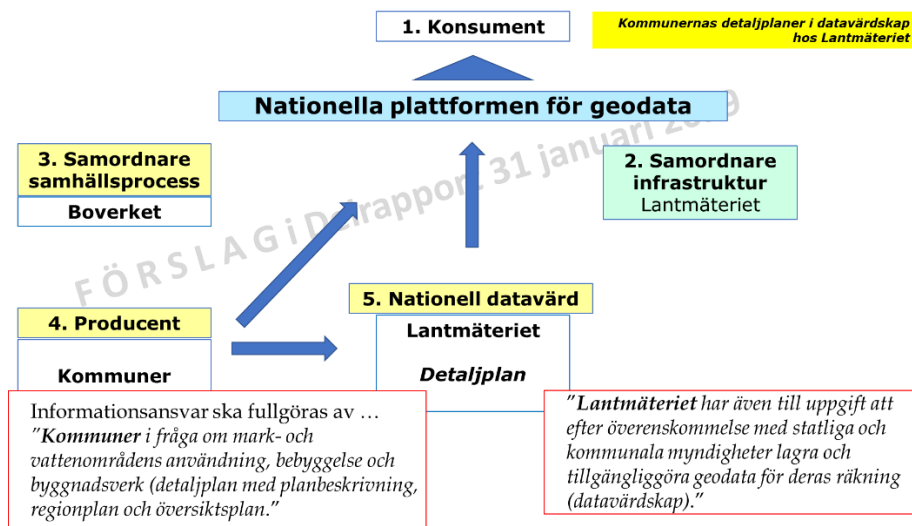 1. Konsument
Kommunernas detaljplaner i datavärdskap
hos Lantmäteriet
Nationella plattformen för geodata
FÖRSLAG i Delrapport 31 januari 2019
3. Samordnare
samhällsprocess
Boverket
2. Samordnare
infrastruktur
Lantmäteriet
4. Producent
Kommuner
5. Nationell datavärd
Lantmäteriet
Detaljplan
Informationsansvar ska fullgöras av …
”Kommuner i fråga om mark- och
vattenområdens användning, bebyggelse och
byggnadsverk (detaljplan med planbeskrivning,
regionplan och översiktsplan.”
”Lantmäteriet har även till uppgift att
efter överenskommelse med statliga och
kommunala myndigheter lagra och
tillgängliggöra geodata för deras räkning
(datavärdskap).”